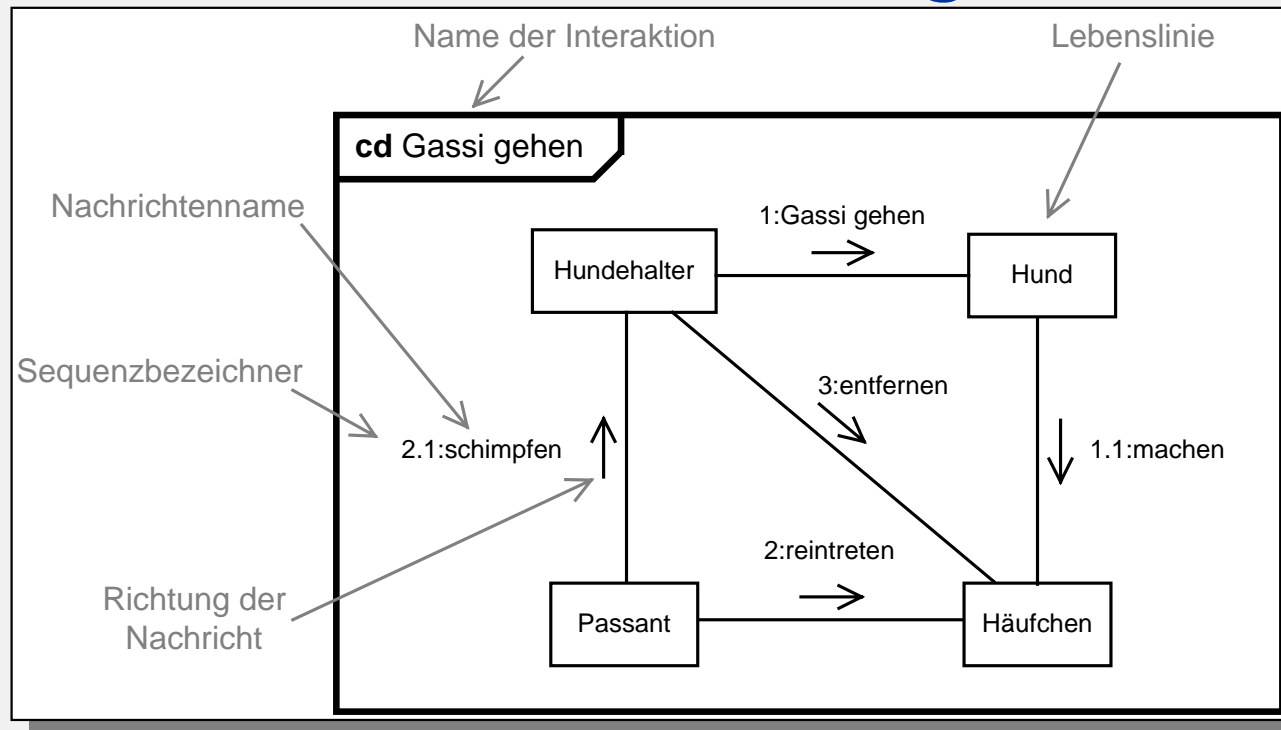 Name der Interaktion
Lebenslinie
cd Gassi gehen
Nachrichtenname
1:Gassi gehen
Hundehalter
Hund
Sequenzbezeichner
3:entfernen
2.1:schimpfen
1.1:machen
2:reintreten
Richtung der
Nachricht
Passant
Häufchen